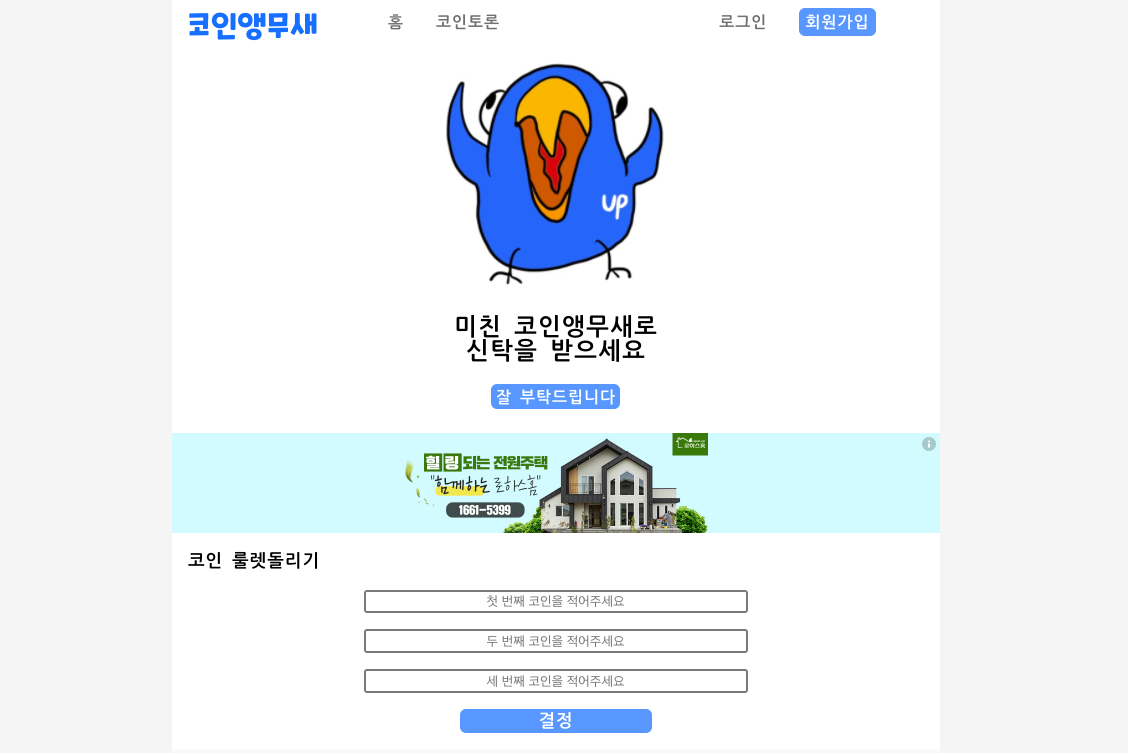 코인앵무새
홈
코인토론
로그인
회원가입
UP
미친 코인앵무새로
신탁을 받으세요
잘 부탁드립니다
로하스홈
힐링되는 전원주택
"함께하는 로하스홈"
1661-5399
코인 룰렛돌리기
첫 번째 코인을 적어주세요
두 번째 코인을 적어주세요
세 번째 코인을 적어주세요
결정